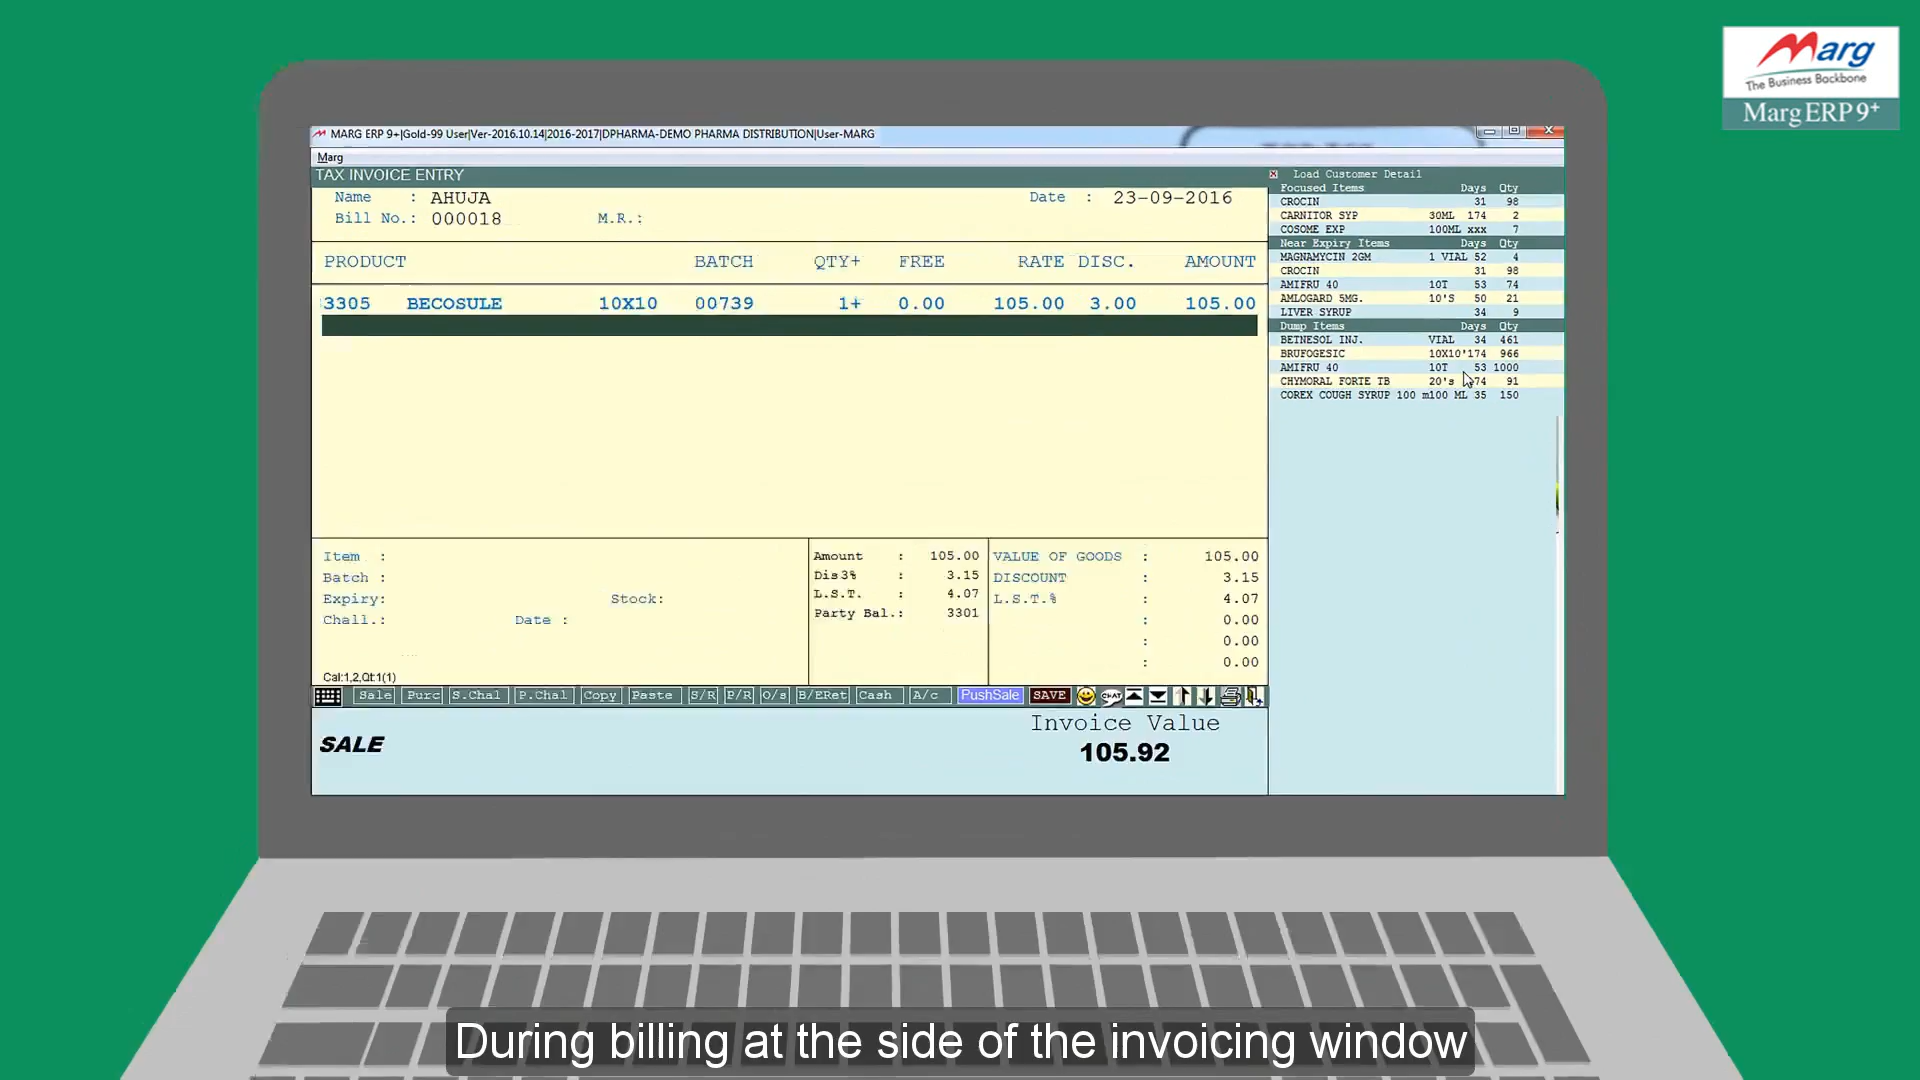 Marg
The Business Backbone
MargERP9+
MARG ERP 9+|Gold-99 User|Ver-2016.10.14|2016-2017|DPHARMA-DEMO PHARMA DISTRIBUTION|User-MARG
Marg
TAX INVOICE ENTRY
Name : AHUJA Date : 23-09-2016
Bill No.: 000018 M.R.:
PRODUCT BATCH QTY+ FREE RATE DISC. AMOUNT
3305 BECOSULE 10X10 00739 1+ 0.00 105.00 3.00 105.00
Item :
Batch :
Expiry: Stock:
Chall.: Date :
Cal:1,2,Qt:1(1)
Amount : 105.00
Dis3% : 3.15
L.S.T. : 4.07
Party Bal.: 3301
VALUE OF GOODS : 105.00
DISCOUNT : 3.15
L.S.T.% : 4.07
: 0.00
: 0.00
: 0.00
Sale Purc S.Chal P.Chal Copy Paste S/R P/R O/s B/ERet Cash A/c PushSale SAVE CHAT
Invoice Value
SALE
105.92
x Load Customer Detail
Focused Items Days Qty
CROCIN 31 98
CARNITOR SYP 30ML 174 2
COSOME EXP 100ML xxx 7
Near Expiry Items Days Qty
MAGNAMYCIN 2GM 1 VIAL 52 4
CROCIN 31 98
AMIFRU 40 10T 53 74
AMLOGARD 5MG. 10'S 50 21
LIVER SYRUP 34 9
Dump Items Days Qty
BETNESOL INJ. VIAL 34 461
BRUFOGESIC 10X10'174 966
AMIFRU 40 10T 53 1000
CHYMORAL FORTE TB 20's 74 91
COREX COUGH SYRUP 100 m100 ML 35 150
During billing at the side of the invoicing window